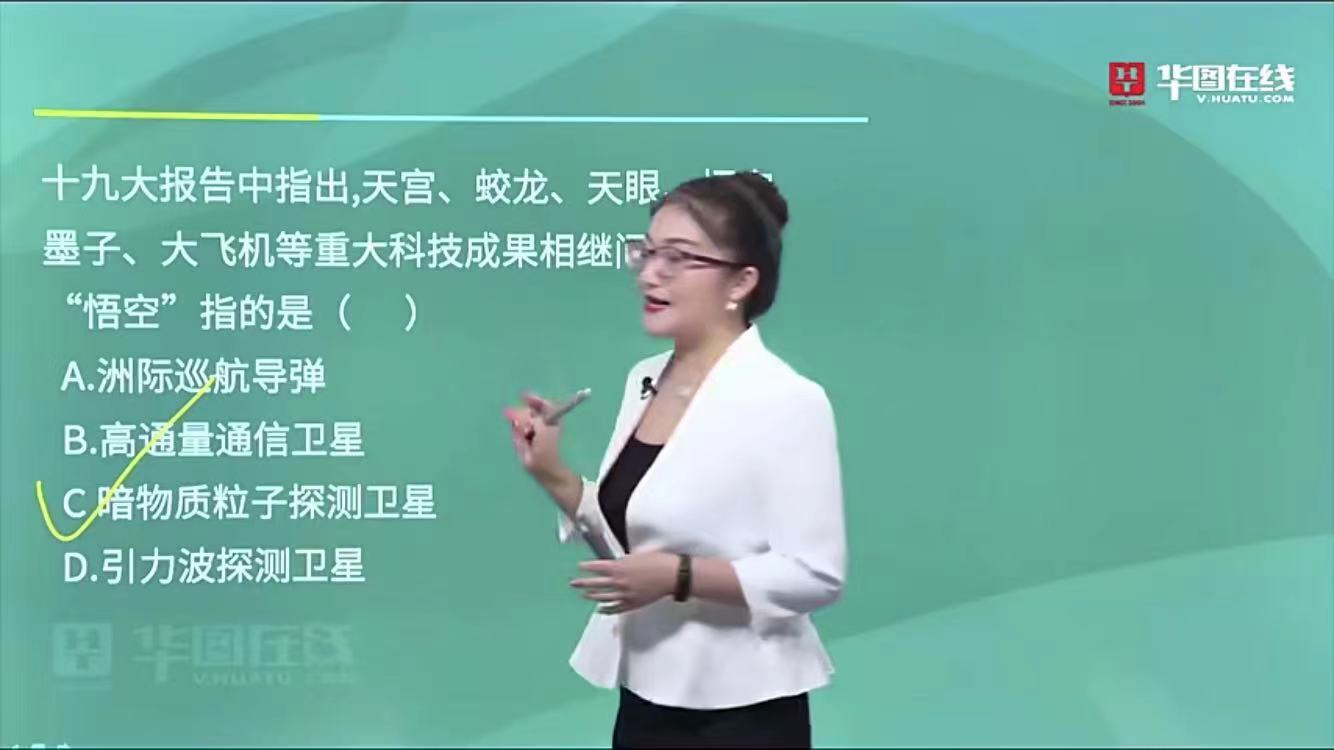 华图在线
V.HUATU.COM
十九大报告中指出,天宫、蛟龙、天眼、
墨子、大飞机等重大科技成果相继
“悟空”指的是（ ）
A.洲际巡航导弹
B.高通量通信卫星
C 暗物质粒子探测卫星
D.引力波探测卫星
华图在线
V.HUATU.COM